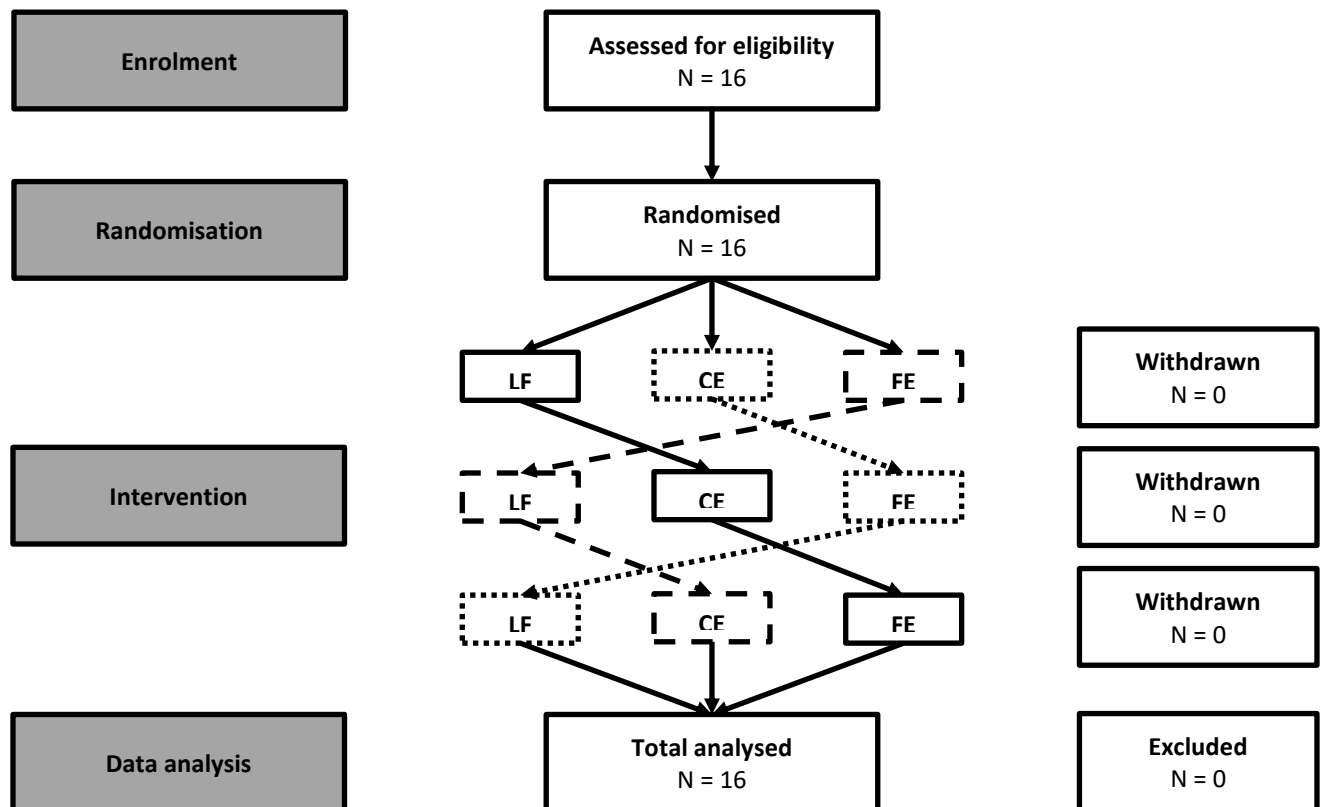 Enrolment
Assessed for eligibility
N = 16
Randomisation
Randomised
N = 16
LF
CE
FE
Withdrawn
N = 0
Intervention
LF
CE
FE
Withdrawn
N = 0
LF
CE
FE
Withdrawn
N = 0
Data analysis
Total analysed
N = 16
Excluded
N = 0